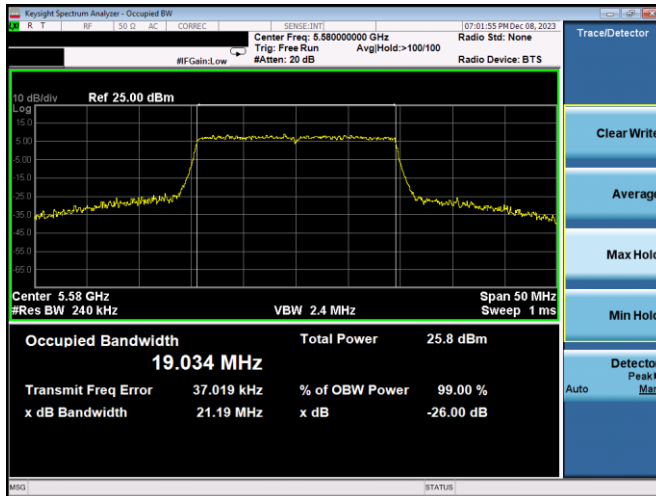 Keysight Spectrum Analyzer - Occupied BW
R T RF 50 Ω AC CORREC SENSE:INT 07:01:55 PM Dec 08, 2023
Center Freq: 5.580000000 GHz Radio Std: None
Trig: Free Run Avg|Hold:>100/100
#IFGain:Low #Atten: 20 dB Radio Device: BTS
10 dB/div Ref 25.00 dBm
Log
15.0
5.00
-5.00
-15.0
-25.0
-35.0
-45.0
-55.0
-65.0
Center 5.58 GHz Span 50 MHz
#Res BW 240 kHz VBW 2.4 MHz Sweep 1 ms
Occupied Bandwidth Total Power 25.8 dBm
19.034 MHz
Transmit Freq Error 37.019 kHz % of OBW Power 99.00 %
x dB Bandwidth 21.19 MHz x dB -26.00 dB
MSG STATUS
Trace/Detector
Clear Write
Average
Max Hold
Min Hold
Detector
Peak
Auto Man